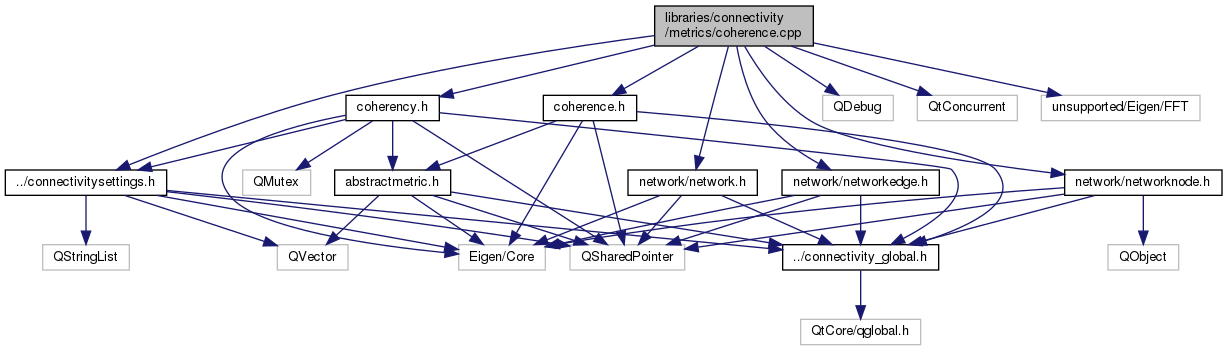 libraries/connectivity
/metrics/coherence.cpp
coherency.h
coherence.h
QDebug
QtConcurrent
unsupported/Eigen/FFT
../connectivitysettings.h
QMutex
abstractmetric.h
network/network.h
network/networkedge.h
network/networknode.h
QStringList
QVector
Eigen/Core
QSharedPointer
../connectivity_global.h
QObject
QtCore/qglobal.h